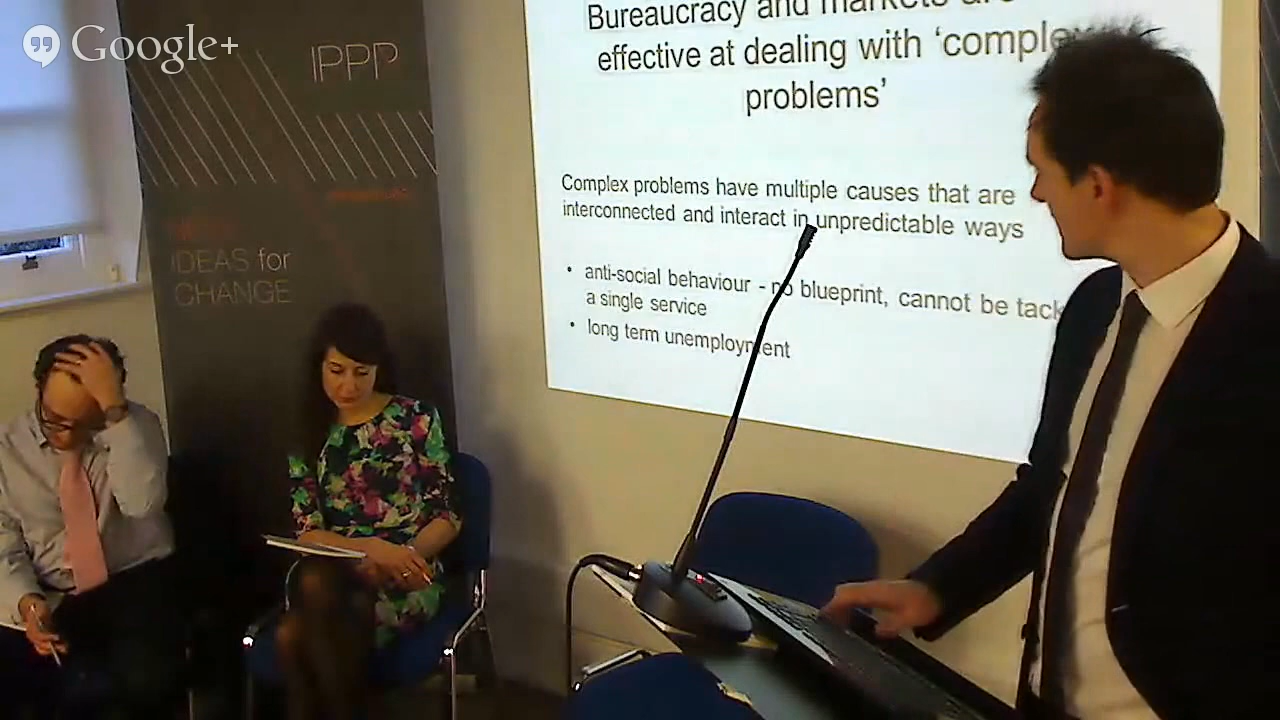 Google+
IPPR
IDEAS for
CHANGE
Bureaucracy and markets
effective at dealing with ‘complex
problems’
Complex problems have multiple causes that are
interconnected and interact in unpredictable ways
• anti-social behaviour - no blueprint, cannot be tack
a single service
• long term unemployment